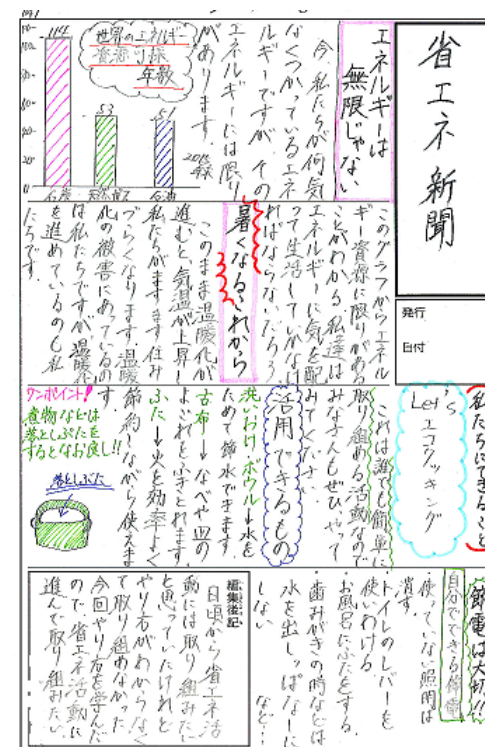 省エネ新聞
発行
日付
エネルギーは
無限じゃない
今、私たちが何気
なくつかっているエネ
ルギーですが、その
エネルギーには限り
があります。
世界のエネルギー
資源可採
年数
114
53
51
石炭
天然ガス
石油
このグラフからエネル
ギー資源に限りがある
ことがわかる。私達は
エネルギーに気を配
って生活していかなけ
ればならないだろう
暑くなるこれから
このまま温暖化が
進むと、気温が上昇し
私たちがますます住み
づらくなります。温暖
化の被害にあっているの
は私たちですが温暖化
を進めているのも私
たちです。
私たちにできること
Let's
エコクッキング
これは誰でも簡単に
取り組める活動なので
みなさんもぜひやって
みてください。
活用できるもの
洗いおけ・ボウル→水を
ためて節水できます
古布→なべや皿の
よごれをふきとれます。
ふた→火を効率よく
節約しながら使えま
す。
ワンポイント!
煮物などは
落としぶたを
するとなお良し!!
落としぶた
節電は大切!!
自分でできる節電
・使っていない照明は
消す。
・トイレのレバーを
使いわける。
・お風呂にふたをする。
・歯みがきの時などは
水を出しっぱなーに
しない
など…
編集後記
日頃から省エネ活
動には取り組みたい
と思っていたけれど
やり方がわからなく
て取り組めなかった
今回やり方を学んだ
ので、省エネ活動に
進んで取り組みたい。